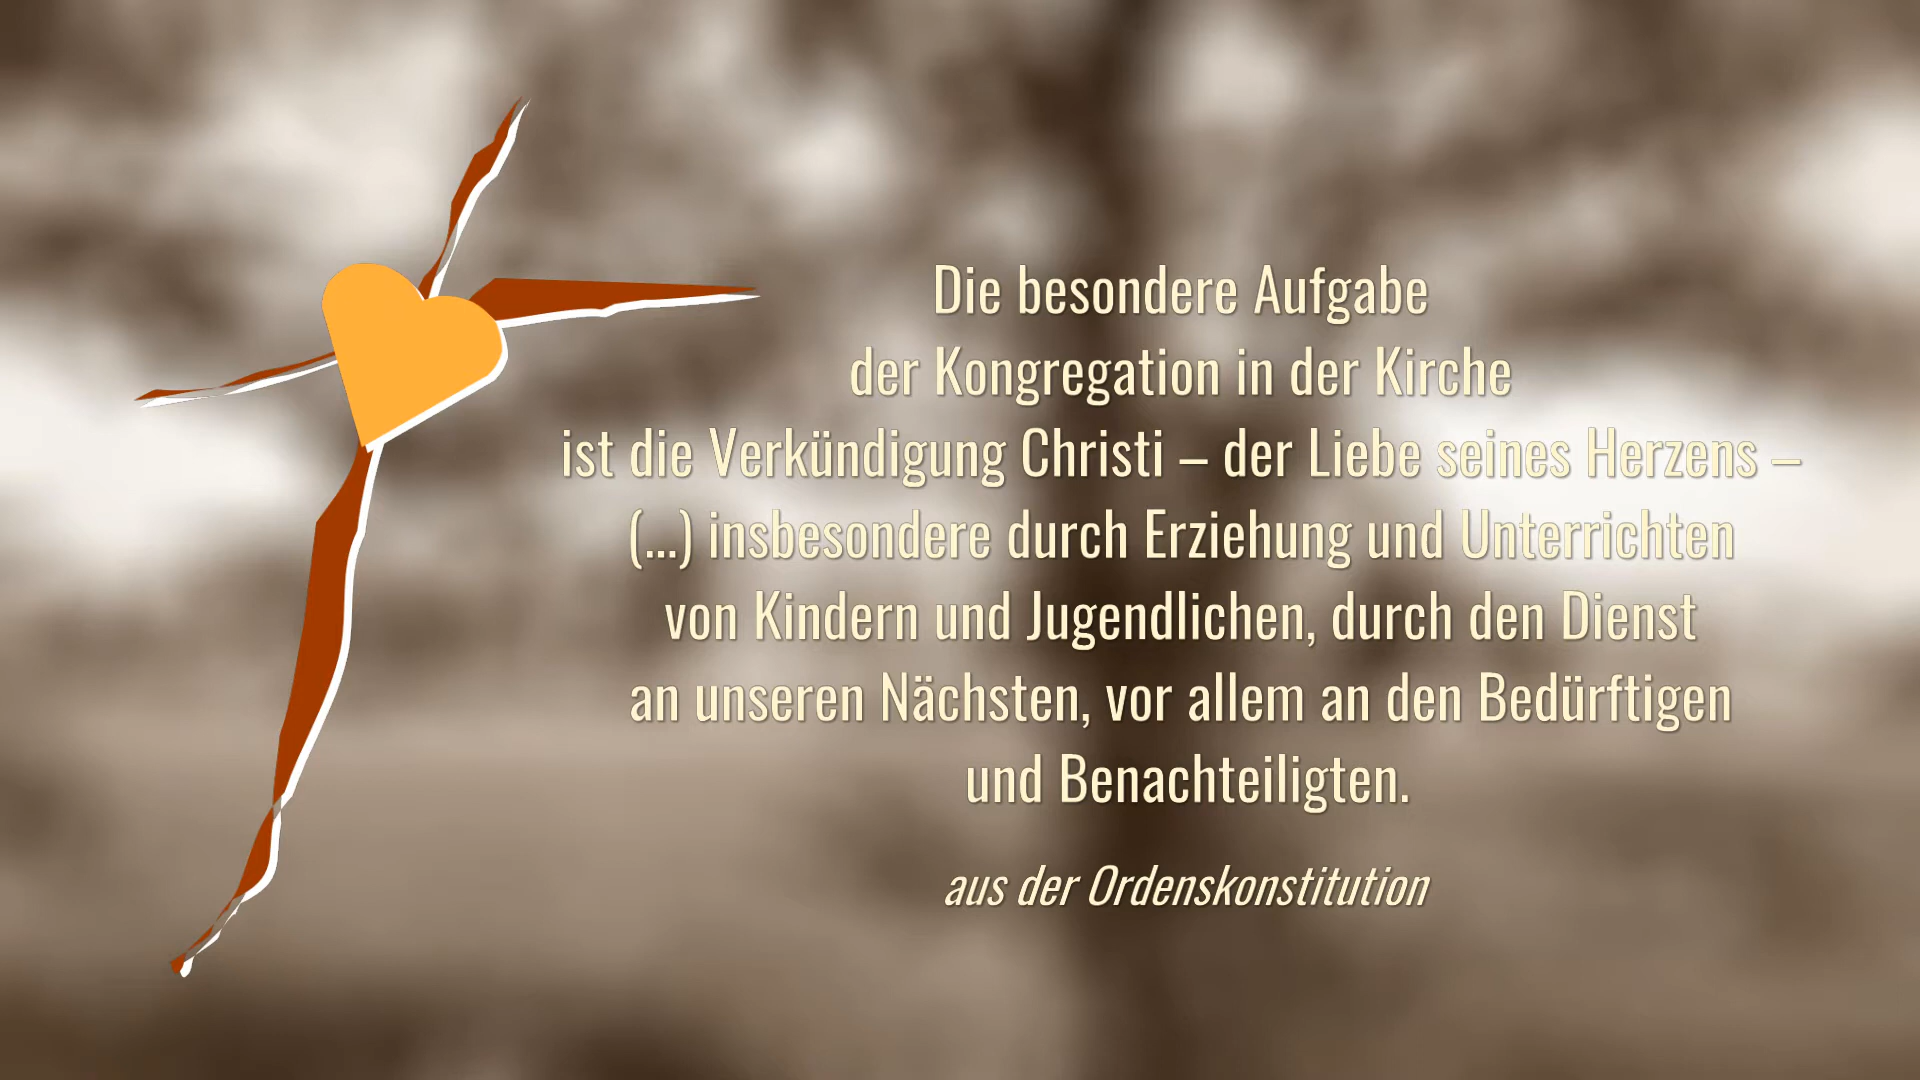 Die besondere Aufgabe
der Kongregation in der Kirche
ist die Verkündigung Christi – der Liebe seines Herzens –
(...) insbesondere durch Erziehung und Unterrichten
von Kindern und Jugendlichen, durch den Dienst
an unseren Nächsten, vor allem an den Bedürftigen
und Benachteiligten.
aus der Ordenskonstitution